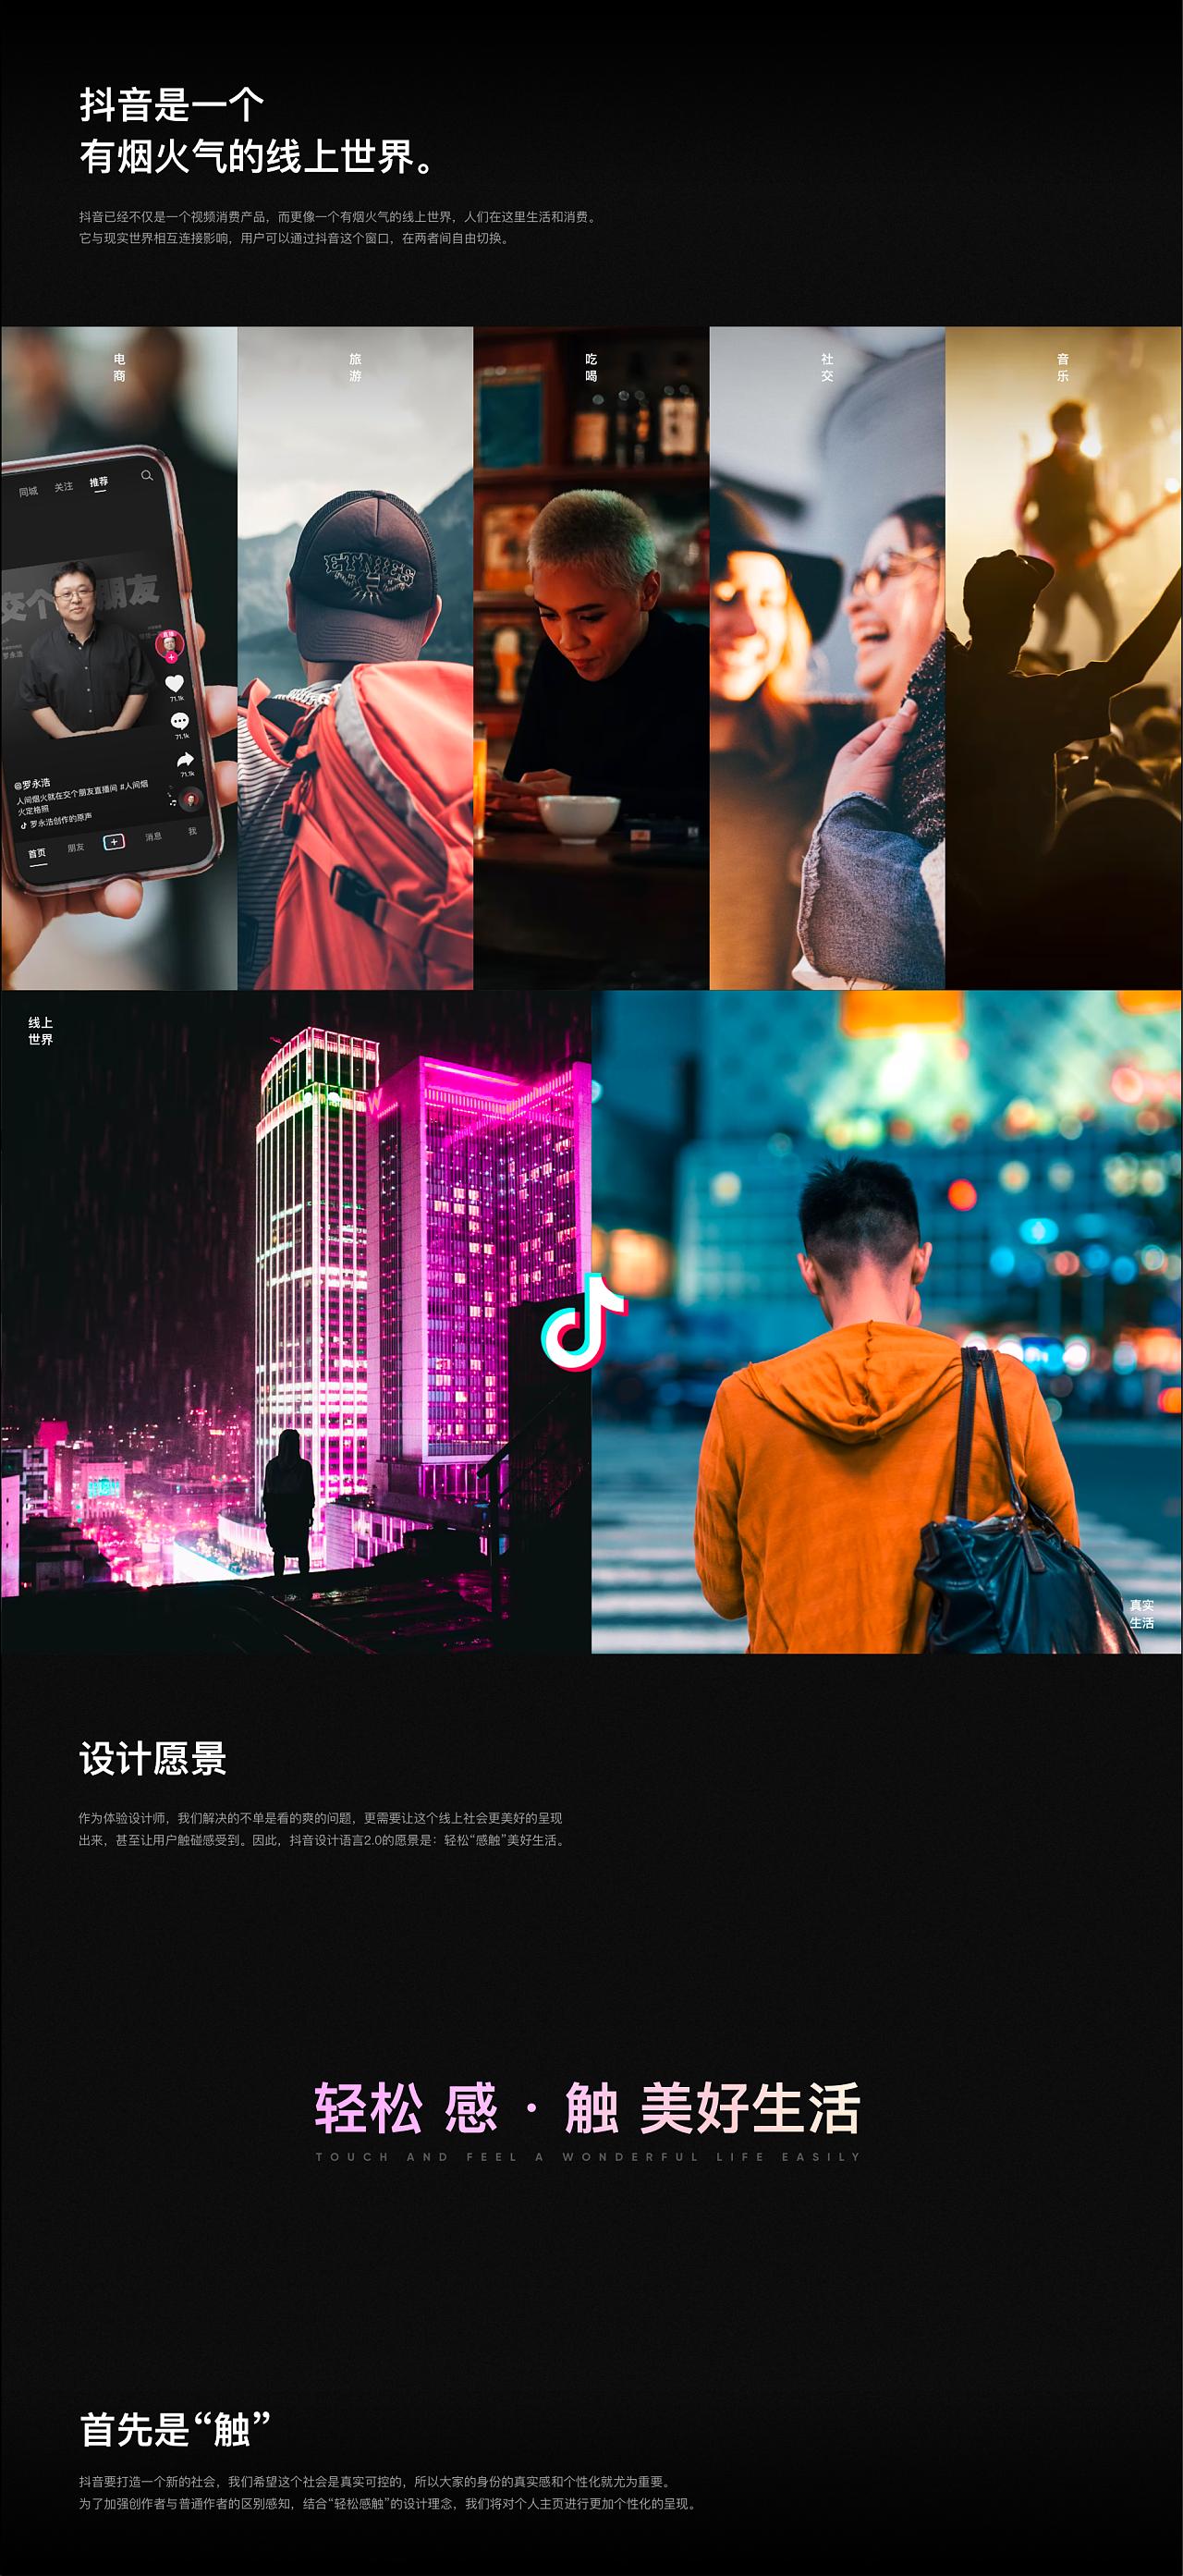 抖音是一个
有烟火气的线上世界。
抖音已经不仅是一个视频消费产品，而更像一个有烟火气的线上世界，人们在这里生活和消费。
它与现实世界相互连接影响，用户可以通过抖音这个窗口，在两者间自由切换。
电
商
旅
游
吃
喝
社
交
音
乐
同城 关注 推荐
交个朋友
罗永浩
71.1k
71.1k
71.1k
@罗永浩
人间烟火就在交个朋友直播间 #人间烟
火定格照
罗永浩创作的原声
首页 朋友 消息 我
ETNIES
线上
世界
真实
生活
设计愿景
作为体验设计师，我们解决的不单是看的爽的问题，更需要让这个线上社会更美好的呈现
出来，甚至让用户触碰感受到。因此，抖音设计语言2.0的愿景是：轻松“感触”美好生活。
轻松 感 · 触 美好生活
TOUCH AND FEEL A WONDERFUL LIFE EASILY
首先是“触”
抖音要打造一个新的社会，我们希望这个社会是真实可控的，所以大家的身份的真实感和个性化就尤为重要。
为了加强创作者与普通作者的区别感知，结合“轻松感触”的设计理念，我们将对个人主页进行更加个性化的呈现。